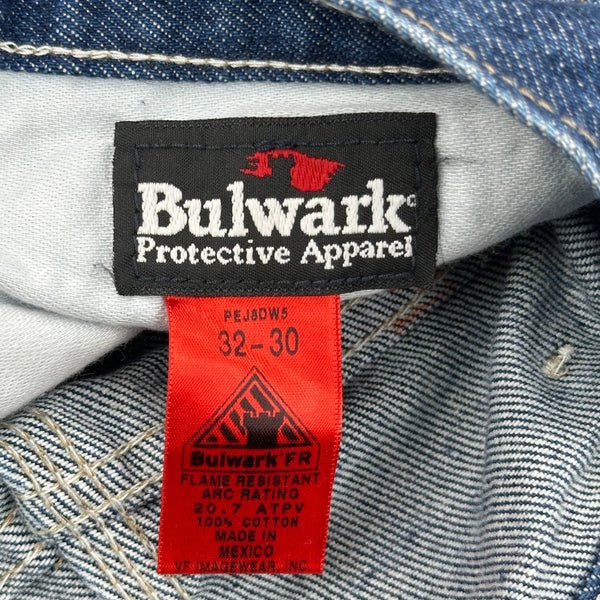 Bulwark
Protective Apparel
PEJ8DW5
32-30
Bulwark FR
FLAME RESISTANT
ARC RATING
20.7 ATPV
100% COTTON
MADE IN
MEXICO
VF IMAGEWEAR, INC